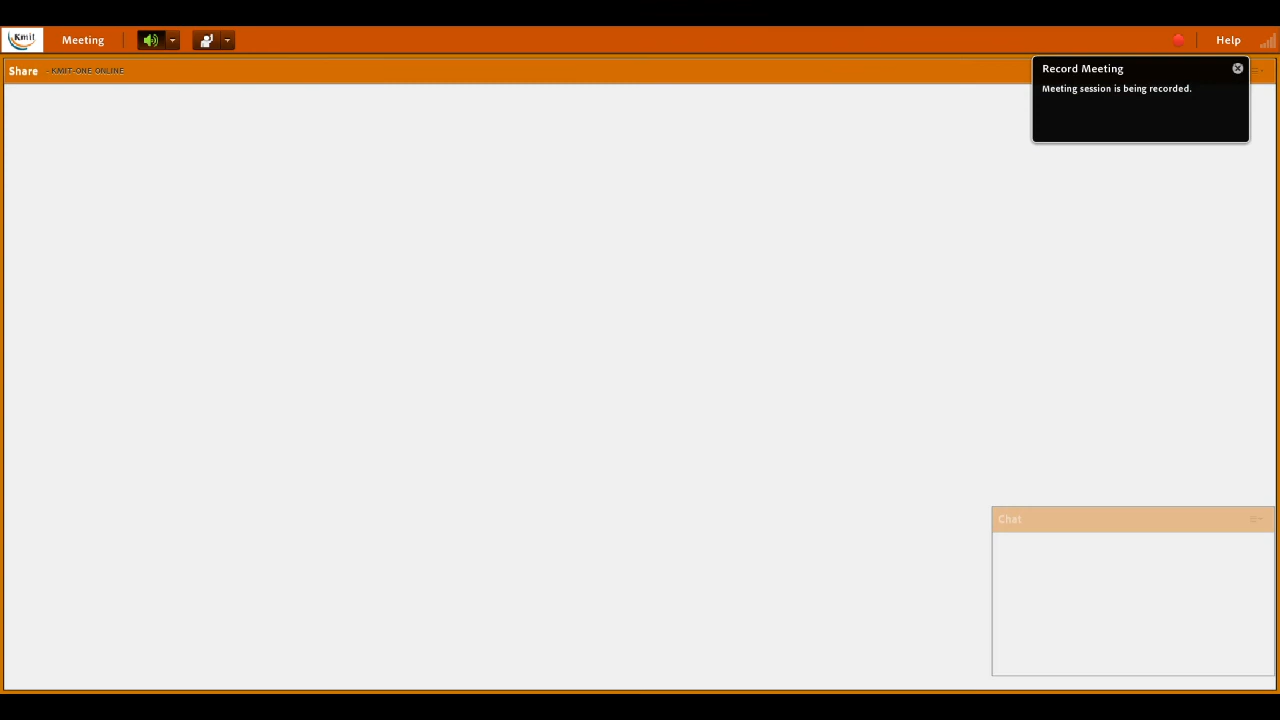 Kmit
Meeting
Help
Share - KMIT-ONE ONLINE
Record Meeting
Meeting session is being recorded.
Chat